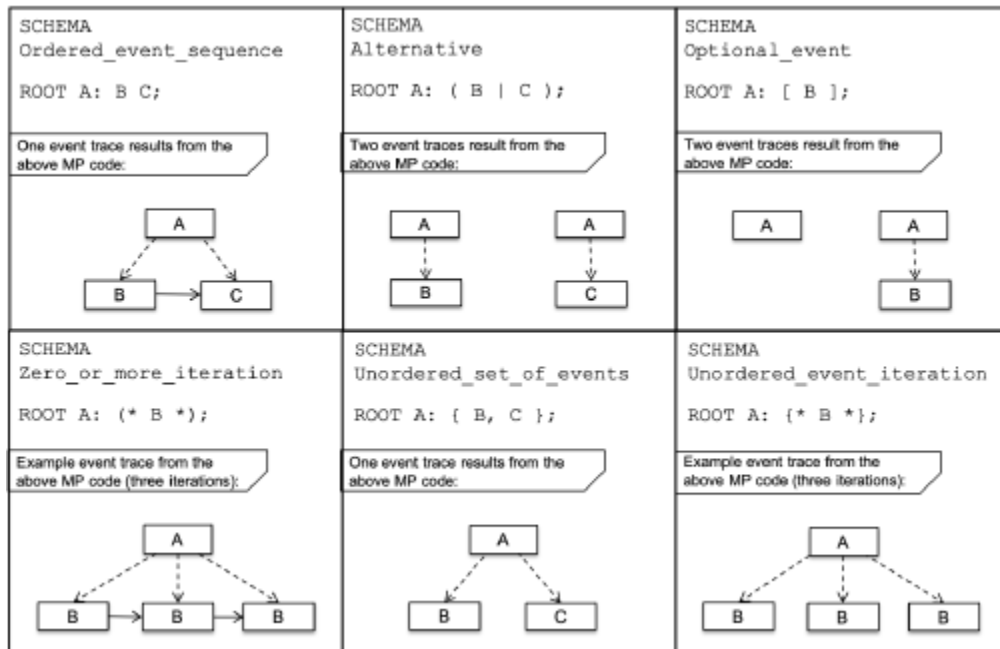 SCHEMA
Ordered_event_sequence
ROOT A: B C;
One event trace results from the
above MP code:
A
B
C
SCHEMA
Alternative
ROOT A: ( B | C );
Two event traces result from the
above MP code:
A
A
B
C
SCHEMA
Optional_event
ROOT A: [ B ];
Two event traces result from the
above MP code:
A
A
B
SCHEMA
Zero_or_more_iteration
ROOT A: (* B *);
Example event trace from the
above MP code (three iterations):
A
B
B
B
SCHEMA
Unordered_set_of_events
ROOT A: { B, C };
One event trace results from the
above MP code:
A
B
C
SCHEMA
Unordered_event_iteration
ROOT A: {* B *};
Example event trace from the
above MP code (three iterations):
A
B
B
B